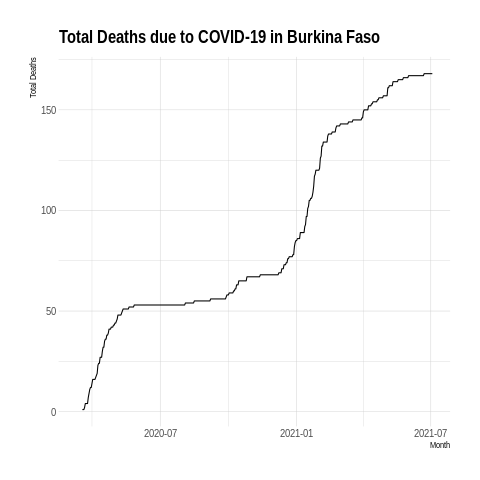 Total Deaths due to COVID-19 in Burkina Faso
Total Deaths
150
100
50
0
2020-07
2021-01
2021-07
Month